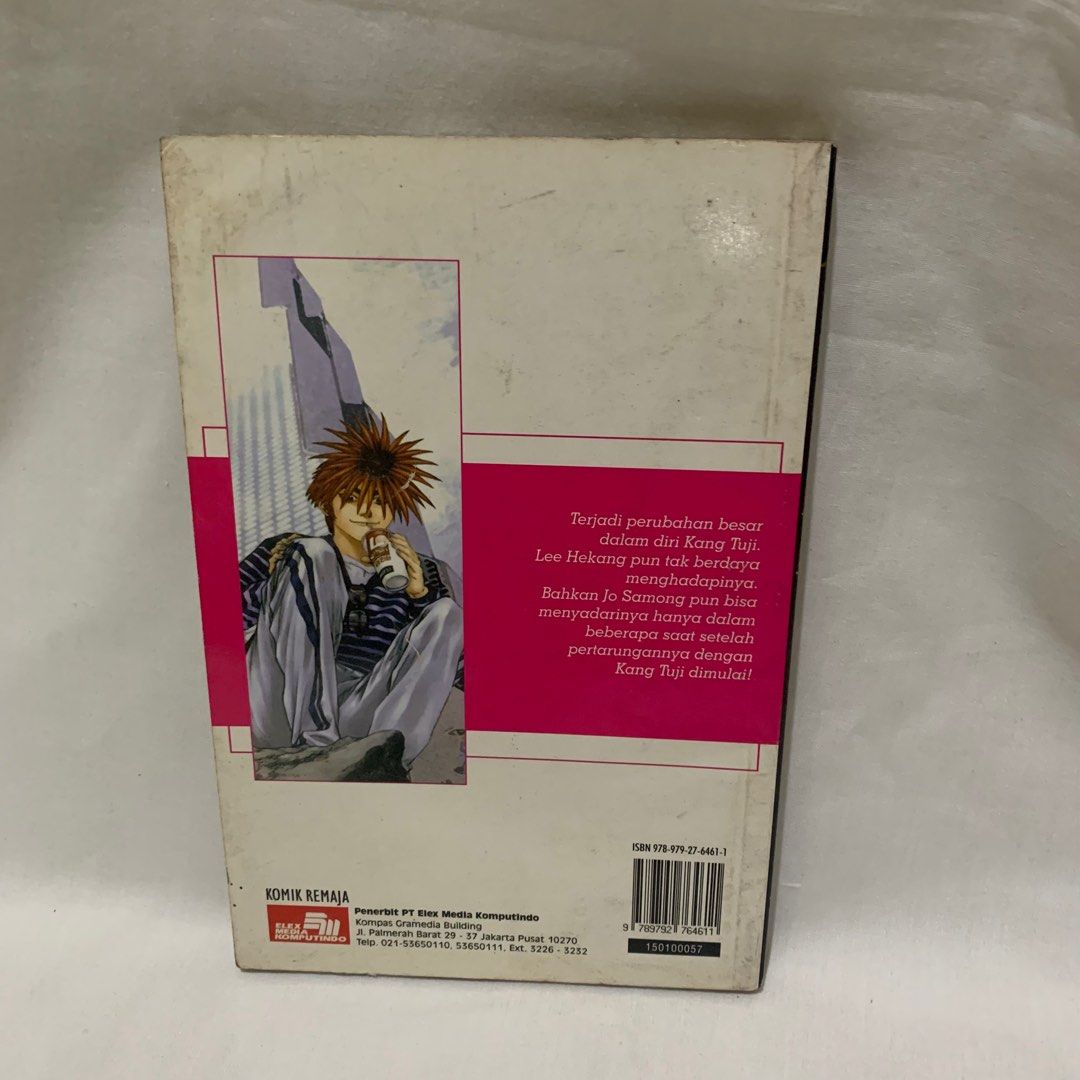 Terjadi perubahan besar
dalam diri Kang Tuji.
Lee Hekang pun tak berdaya
menghadapinya.
Bahkan Jo Samong pun bisa
menyadarinya hanya dalam
beberapa saat setelah
pertarungannya dengan
Kang Tuji dimulai!
ISBN 978-979-27-6461-1
9 789792 764611
150100057
KOMIK REMAJA
ELEX
MEDIA
KOMPUTINDO
Penerbit PT Elex Media Komputindo
Kompas Gramedia Building
Jl. Palmerah Barat 29 - 37 Jakarta Pusat 10270
Telp. 021-53650110, 53650111, Ext. 3226 - 3232